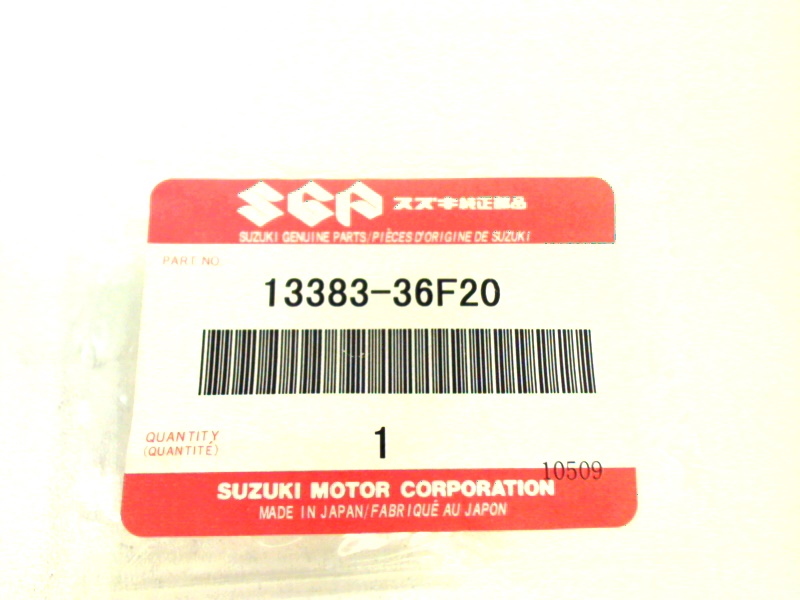 SGP スズキ純正部品
SUZUKI GENUINE PARTS/PIÈCES D'ORIGINE DE SUZUKI
PART NO.
13383-36F20
QUANTITY
(QUANTITÉ)
1
10509
SUZUKI MOTOR CORPORATION
MADE IN JAPAN/FABRIQUÉ AU JAPON